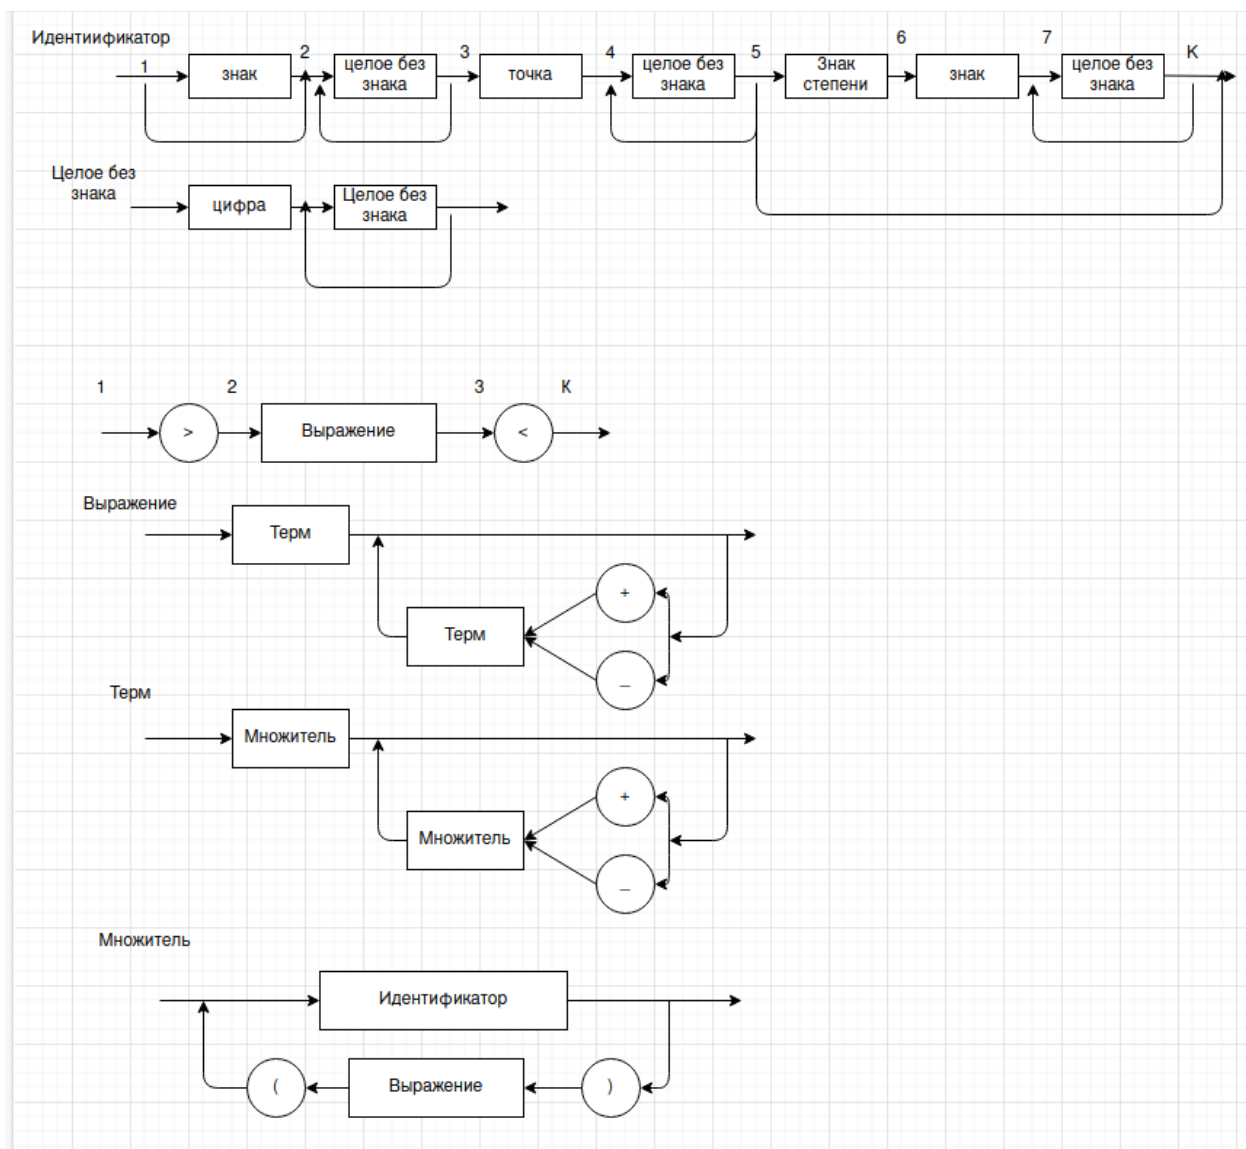 Идентиификатор
1
знак
2
целое без
знака
3
точка
4
целое без
знака
5
Знак
степени
6
знак
7
целое без
знака
К
Целое без
знака
цифра
Целое без
знака
1
>
2
Выражение
3
<
К
Выражение
Терм
+
Терм
_
Терм
Множитель
+
Множитель
_
Множитель
Идентификатор
(
Выражение
)